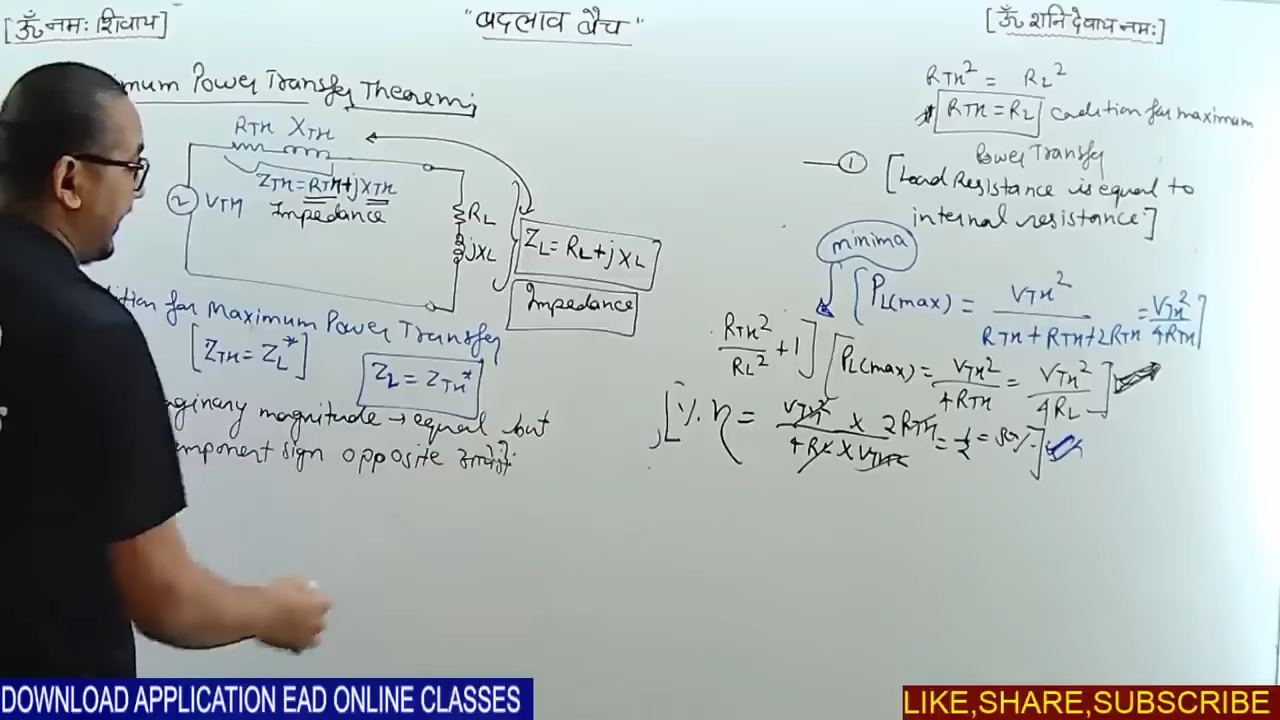 [ॐ नमः शिवाय]
"बदलाव बैच"
[ॐ शनि देवाय नमः]
mum Power Transfer Theorem;
RTH XTH
ZTH = RTH + jXTH
Impedance
VTH
RL
jXL
ZL = RL + jXL
Impedance
ition for Maximum Power Transfer
[ZTH = ZL*]
ZL = ZTH*
aginary magnitude → equal but
mponent sign opposite
RTH² = RL²
RTH = RL condition for maximum
Power Transfer
1
[Load Resistance is equal to
internal resistance]
minima
PL(max) = VTH² / RTH + RTH + 2RTH = VTH² / 4RTH
RTH² / RL² + 1]
[PL(max) = VTH² / 4RTH = VTH² / 4RL]
[% η = VTH² / 4RL × VTH² × 2RTH = 1/2 = 50%]
DOWNLOAD APPLICATION EAD ONLINE CLASSES
LIKE,SHARE,SUBSCRIBE